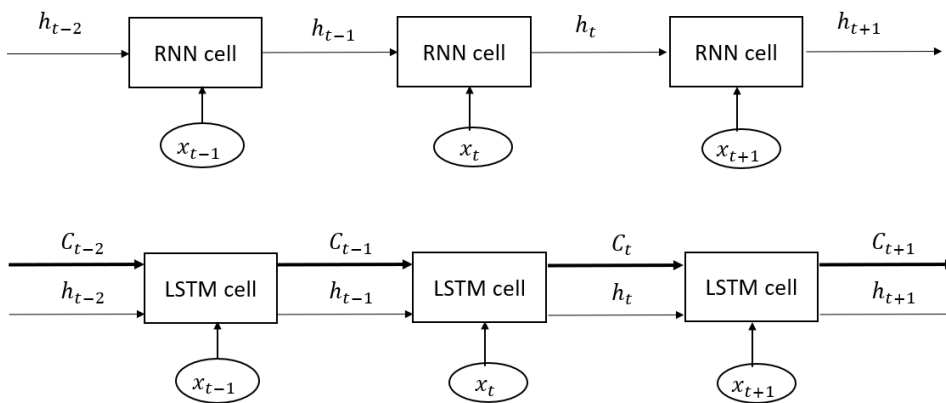 h_{t−2} h_{t−1} h_t h_{t+1}
RNN cell RNN cell RNN cell
x_{t−1} x_t x_{t+1}
C_{t−2} C_{t−1} C_t C_{t+1}
LSTM cell LSTM cell LSTM cell
h_{t−2} h_{t−1} h_t h_{t+1}
x_{t−1} x_t x_{t+1}